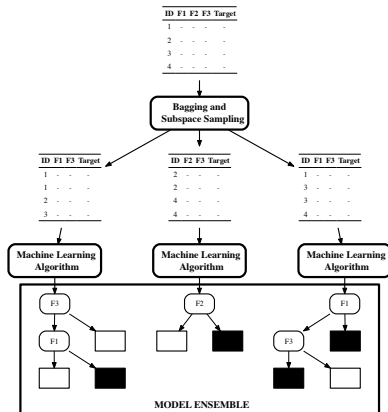 ID F1 F2 F3 Target
1 - - - -
2 - - - -
3 - - - -
4 - - - -
Bagging and
Subspace Sampling
ID F1 F3 Target
1 - - -
1 - - -
2 - - -
3 - - -
ID F2 F3 Target
2 - - -
2 - - -
4 - - -
4 - - -
ID F1 F3 Target
1 - - -
3 - - -
3 - - -
4 - - -
Machine Learning
Algorithm
Machine Learning
Algorithm
Machine Learning
Algorithm
F3
F1
F2
F1
F3
MODEL ENSEMBLE